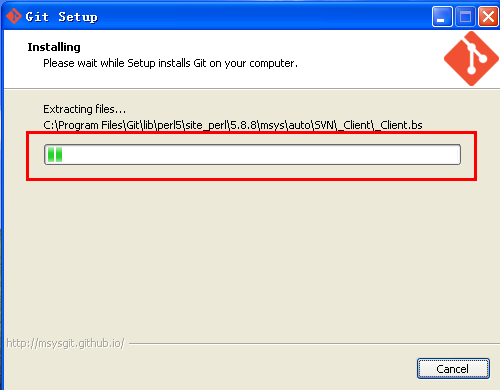 Git Setup
Installing
Please wait while Setup installs Git on your computer.
Extracting files...
C:\Program Files\Git\lib\perl5\site_perl\5.8.8\msys\auto\SVN\_Client\_Client.bs
http://msysgit.github.io/
Cancel